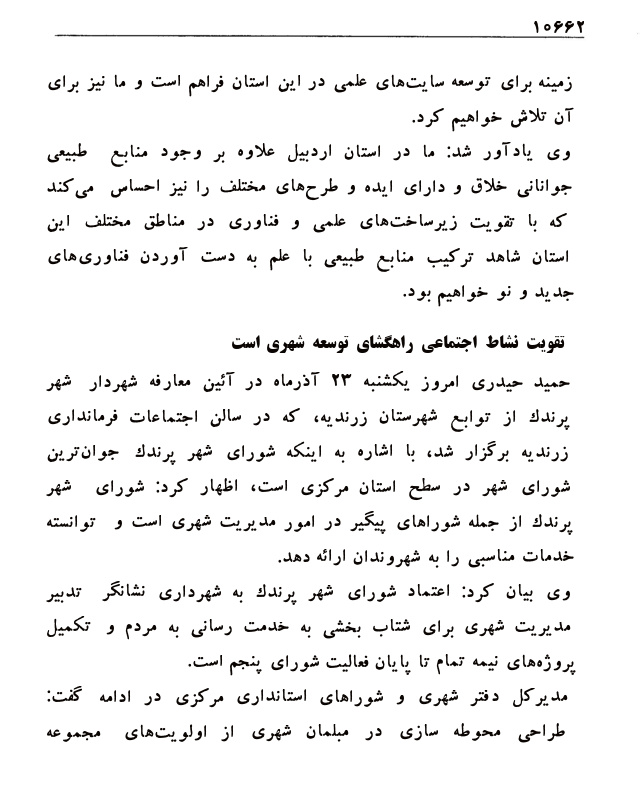 ۱۰۶۶۲
زمینه برای توسعه سایت‌های علمی در این استان فراهم است و ما نیز برای
آن تلاش خواهیم کرد.
وی یادآور شد: ما در استان اردبیل علاوه بر وجود منابع طبیعی
جوانانی خلاق و دارای ایده و طرح‌های مختلف را نیز احساس می‌کند
که با تقویت زیرساخت‌های علمی و فناوری در مناطق مختلف این
استان شاهد ترکیب منابع طبیعی با علم به دست آوردن فناوری‌های
جدید و نو خواهیم بود.
تقویت نشاط اجتماعی راهگشای توسعه شهری است
حمید حیدری امروز یکشنبه ۲۳ آذرماه در آئین معارفه شهردار شهر
پرندك از توابع شهرستان زرندیه، که در سالن اجتماعات فرمانداری
زرندیه برگزار شد، با اشاره به اینکه شورای شهر پرندك جوان‌ترین
شورای شهر در سطح استان مرکزی است، اظهار کرد: شورای شهر
پرندك از جمله شوراهای پیگیر در امور مدیریت شهری است و توانسته
خدمات مناسبی را به شهروندان ارائه دهد.
وی بیان کرد: اعتماد شورای شهر پرندك به شهرداری نشانگر تدبیر
مدیریت شهری برای شتاب بخشی به خدمت رسانی به مردم و تکمیل
پروژه‌های نیمه تمام تا پایان فعالیت شورای پنجم است.
مدیرکل دفتر شهری و شوراهای استانداری مرکزی در ادامه گفت:
طراحی محوطه سازی در مبلمان شهری از اولویت‌های مجموعه